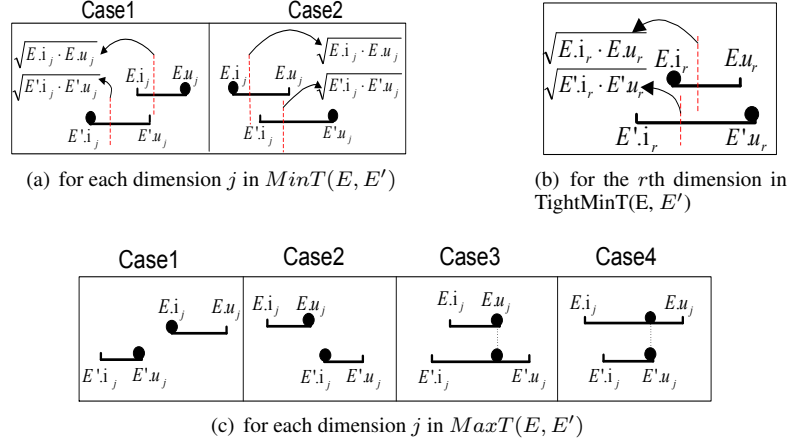 Case1 Case2
√E.i_j · E.u_j
√E'.i_j · E'.u_j
E.i_j E.u_j
E'.i_j E'.u_j
√E.i_j · E.u_j
E.i_j E.u_j
√E'.i_j · E'.u_j
E'.i_j E'.u_j
(a) for each dimension j in MinT(E, E′)
√E.i_r · E.u_r
E.i_r E.u_r
√E'.i_r · E'.u_r
E'.i_r E'.u_r
(b) for the rth dimension in
TightMinT(E, E′)
Case1 Case2 Case3 Case4
E.i_j E.u_j
E'.i_j E'.u_j
E.i_j E.u_j
E'.i_j E'.u_j
E.i_j E.u_j
E'.i_j E'.u_j
E.i_j E.u_j
E'.i_j E'.u_j
(c) for each dimension j in MaxT(E, E′)